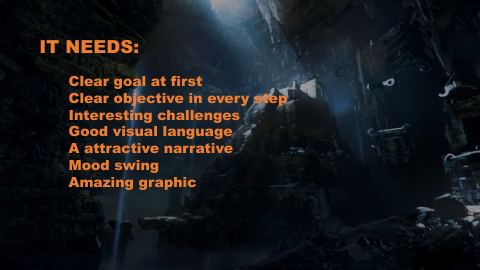 IT NEEDS:
Clear goal at first
Clear objective in every step
Interesting challenges
Good visual language
A attractive narrative
Mood swing
Amazing graphic